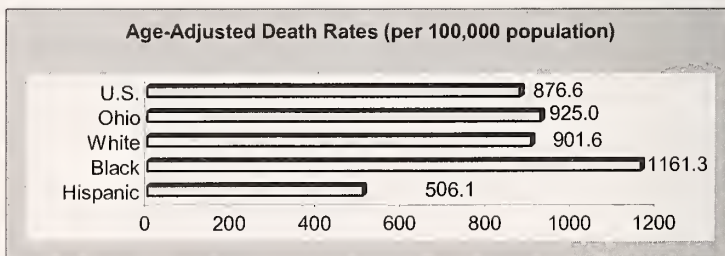 Age-Adjusted Death Rates (per 100,000 population)
U.S. 876.6
Ohio 925.0
White 901.6
Black 1161.3
Hispanic 506.1
0 200 400 600 800 1000 1200